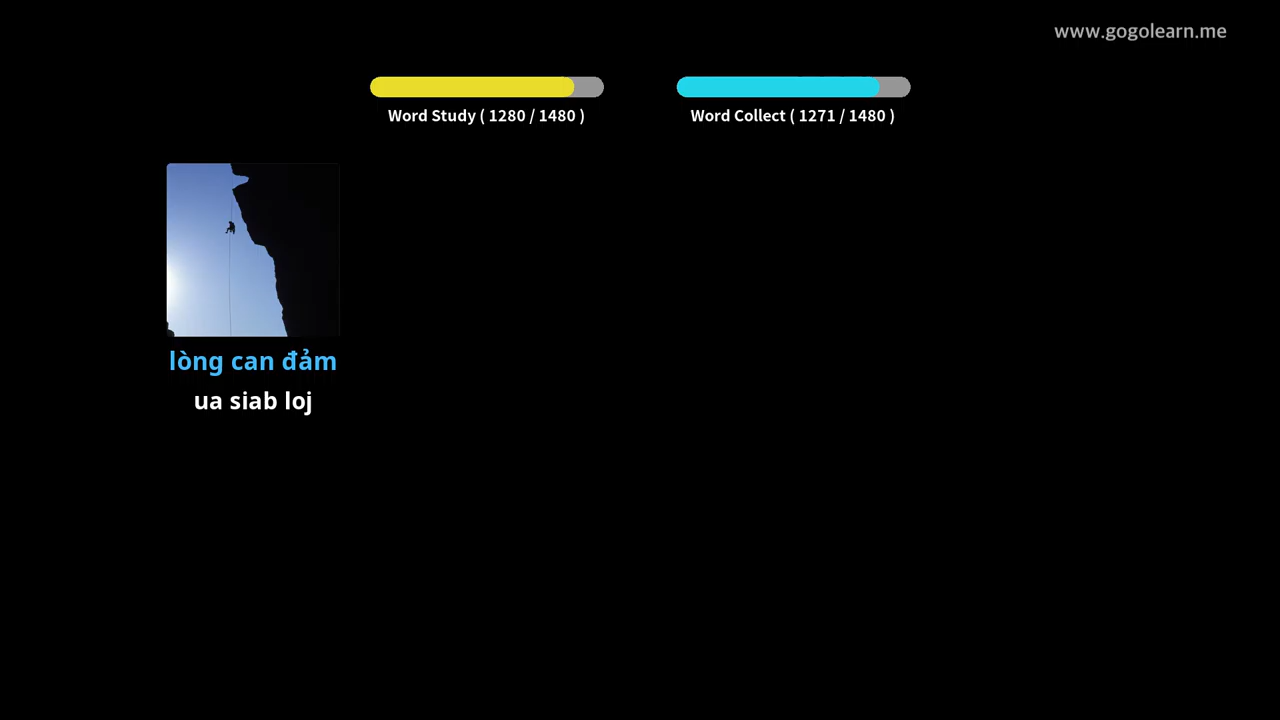 www.gogolearn.me
Word Study ( 1280 / 1480 )
Word Collect ( 1271 / 1480 )
lòng can đảm
ua siab loj